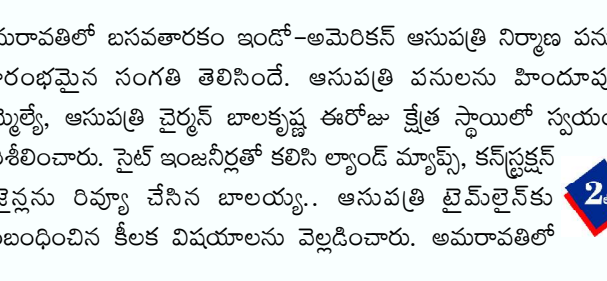 మరావతిలో బసవతారకం ఇండో-అమెరికన్ ఆసుపత్రి నిర్మాణ పను
రంభమైన సంగతి తెలిసిందే. ఆసుపత్రి పనులను హిందూపు
మ్మెల్యే, ఆసుపత్రి చైర్మన్ బాలకృష్ణ ఈరోజు క్షేత్ర స్థాయిలో స్వయం
శీలించారు. సైట్ ఇంజనీర్లతో కలిసి ల్యాండ్ మ్యాప్స్, కన్‌స్ట్రక్షన్
జైన్లను రివ్యూ చేసిన బాలయ్య.. ఆసుపత్రి టైమ్‌లైన్‌కు
బంధించిన కీలక విషయాలను వెల్లడించారు. అమరావతిలో
2